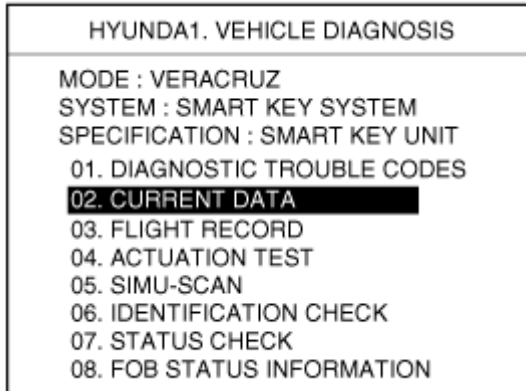 HYUNDA1. VEHICLE DIAGNOSIS
MODE : VERACRUZ
SYSTEM : SMART KEY SYSTEM
SPECIFICATION : SMART KEY UNIT
01. DIAGNOSTIC TROUBLE CODES
02. CURRENT DATA
03. FLIGHT RECORD
04. ACTUATION TEST
05. SIMU-SCAN
06. IDENTIFICATION CHECK
07. STATUS CHECK
08. FOB STATUS INFORMATION